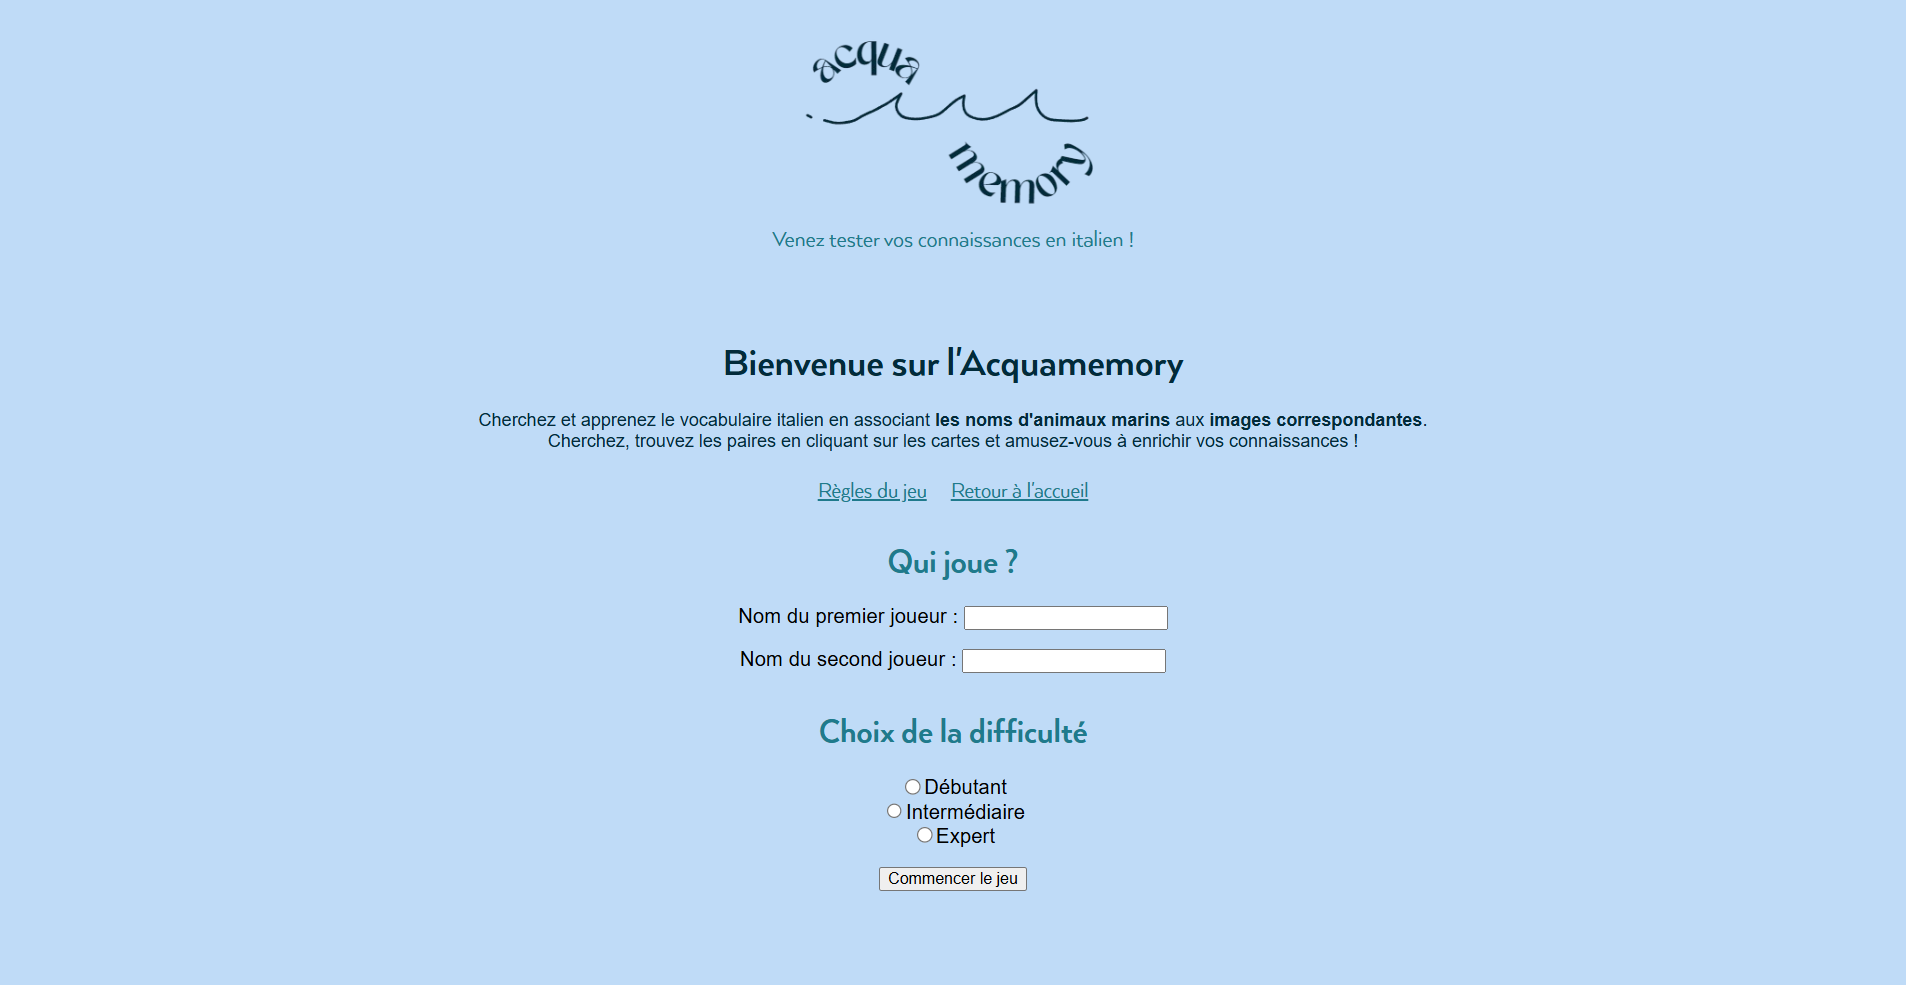 acqua
memory
Venez tester vos connaissances en italien !
Bienvenue sur l'Acquamemory
Cherchez et apprenez le vocabulaire italien en associant les noms d'animaux marins aux images correspondantes.
Cherchez, trouvez les paires en cliquant sur les cartes et amusez-vous à enrichir vos connaissances !
Règles du jeu Retour à l'accueil
Qui joue ?
Nom du premier joueur :
Nom du second joueur :
Choix de la difficulté
Débutant
Intermédiaire
Expert
Commencer le jeu